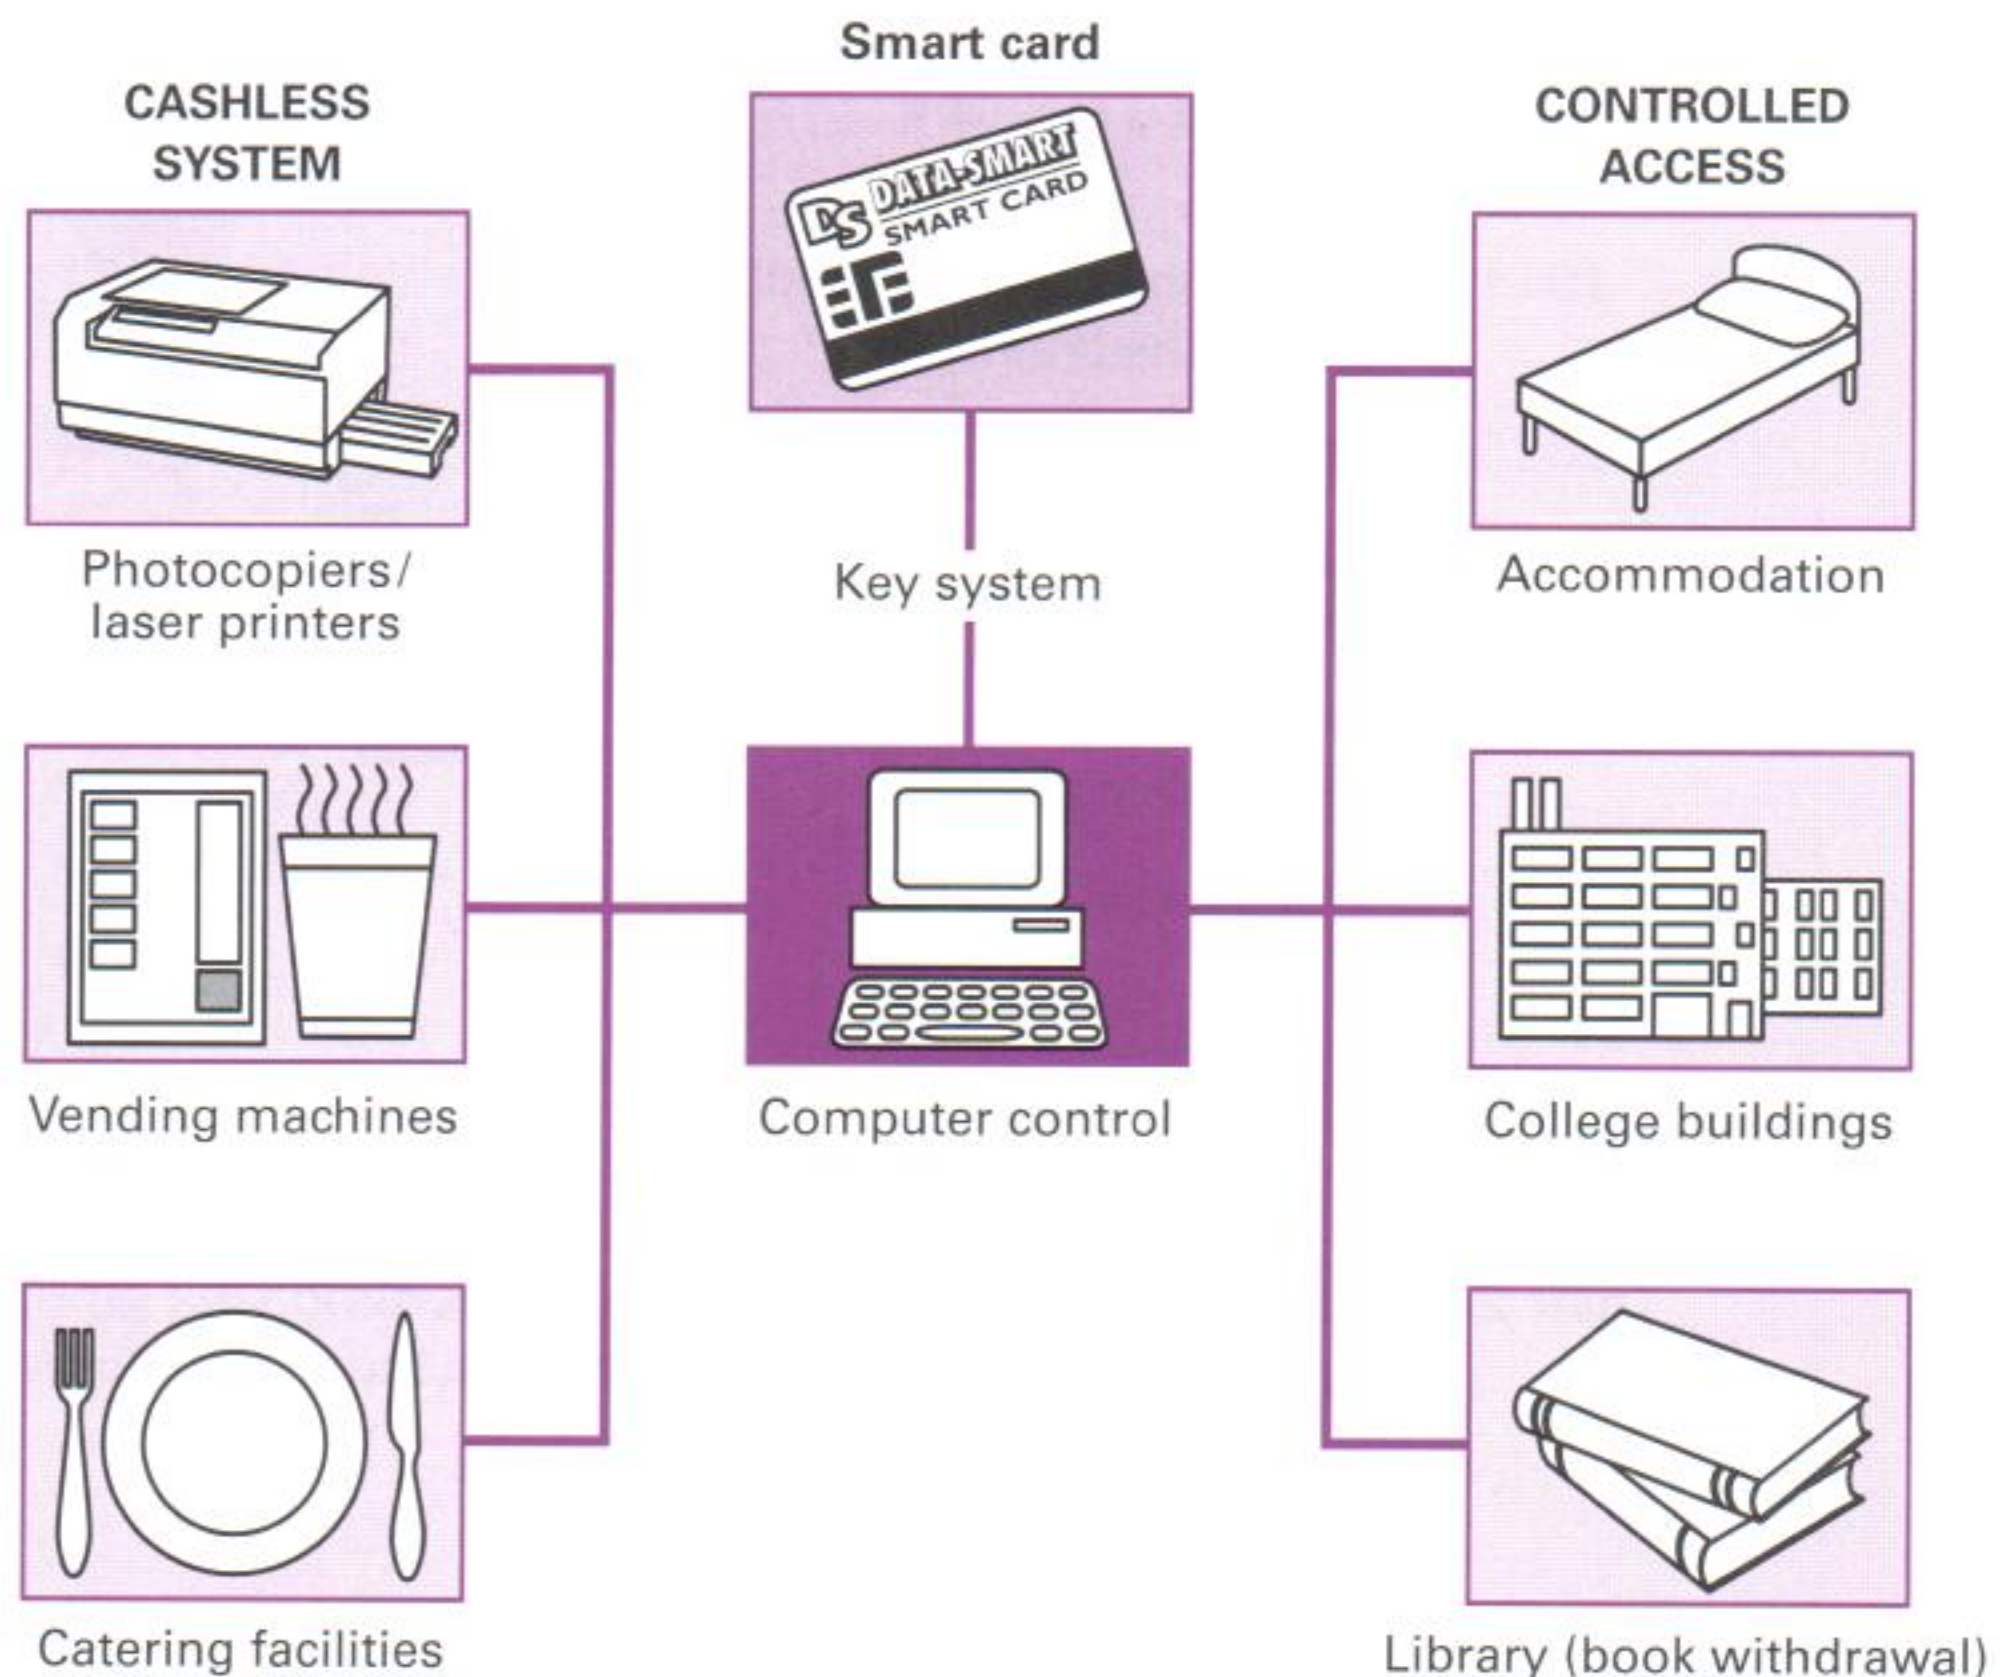 Smart card
CASHLESS
SYSTEM
CONTROLLED
ACCESS
DS DATA-SMART
SMART CARD
Photocopiers/
laser printers
Key system
Accommodation
Vending machines
Computer control
College buildings
Catering facilities
Library (book withdrawal)